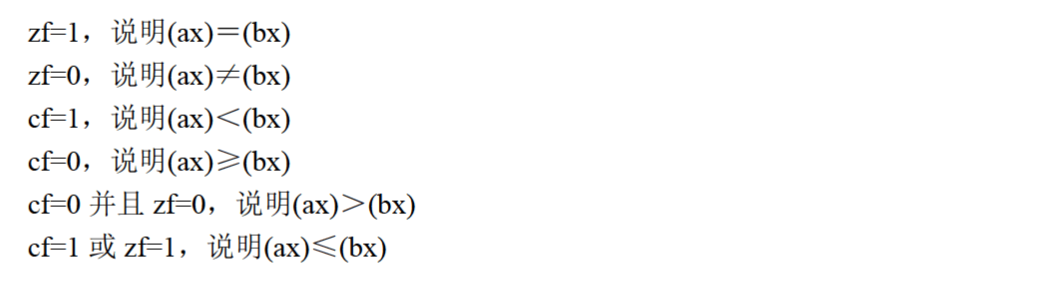 zf=1，说明(ax)＝(bx)
zf=0，说明(ax)≠(bx)
cf=1，说明(ax)＜(bx)
cf=0，说明(ax)≥(bx)
cf=0 并且 zf=0，说明(ax)＞(bx)
cf=1 或 zf=1，说明(ax)≤(bx)